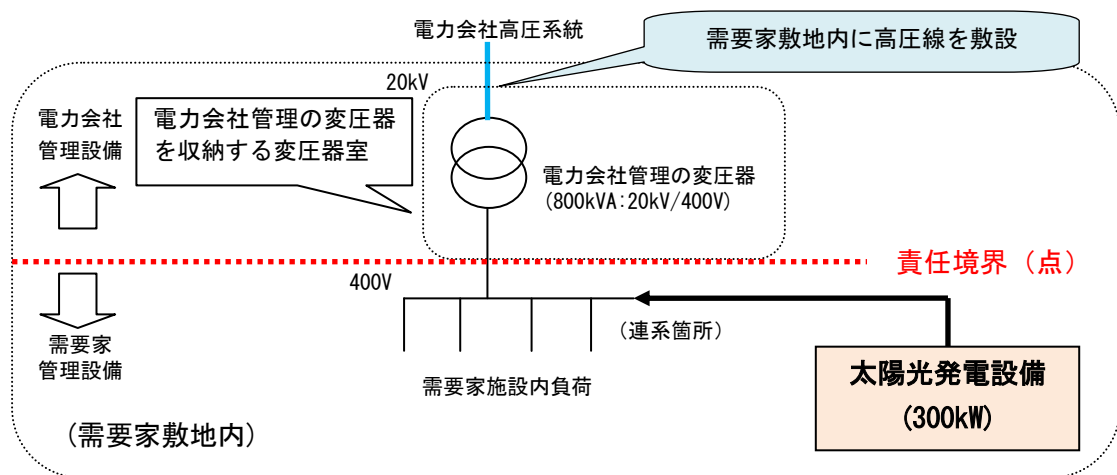 電力会社高圧系統
需要家敷地内に高圧線を敷設
20kV
電力会社
管理設備
電力会社管理の変圧器
を収納する変圧器室
電力会社管理の変圧器
(800kVA:20kV/400V)
責任境界（点）
400V
（連系箇所）
需要家
管理設備
需要家施設内負荷
太陽光発電設備
(300kW)
(需要家敷地内)